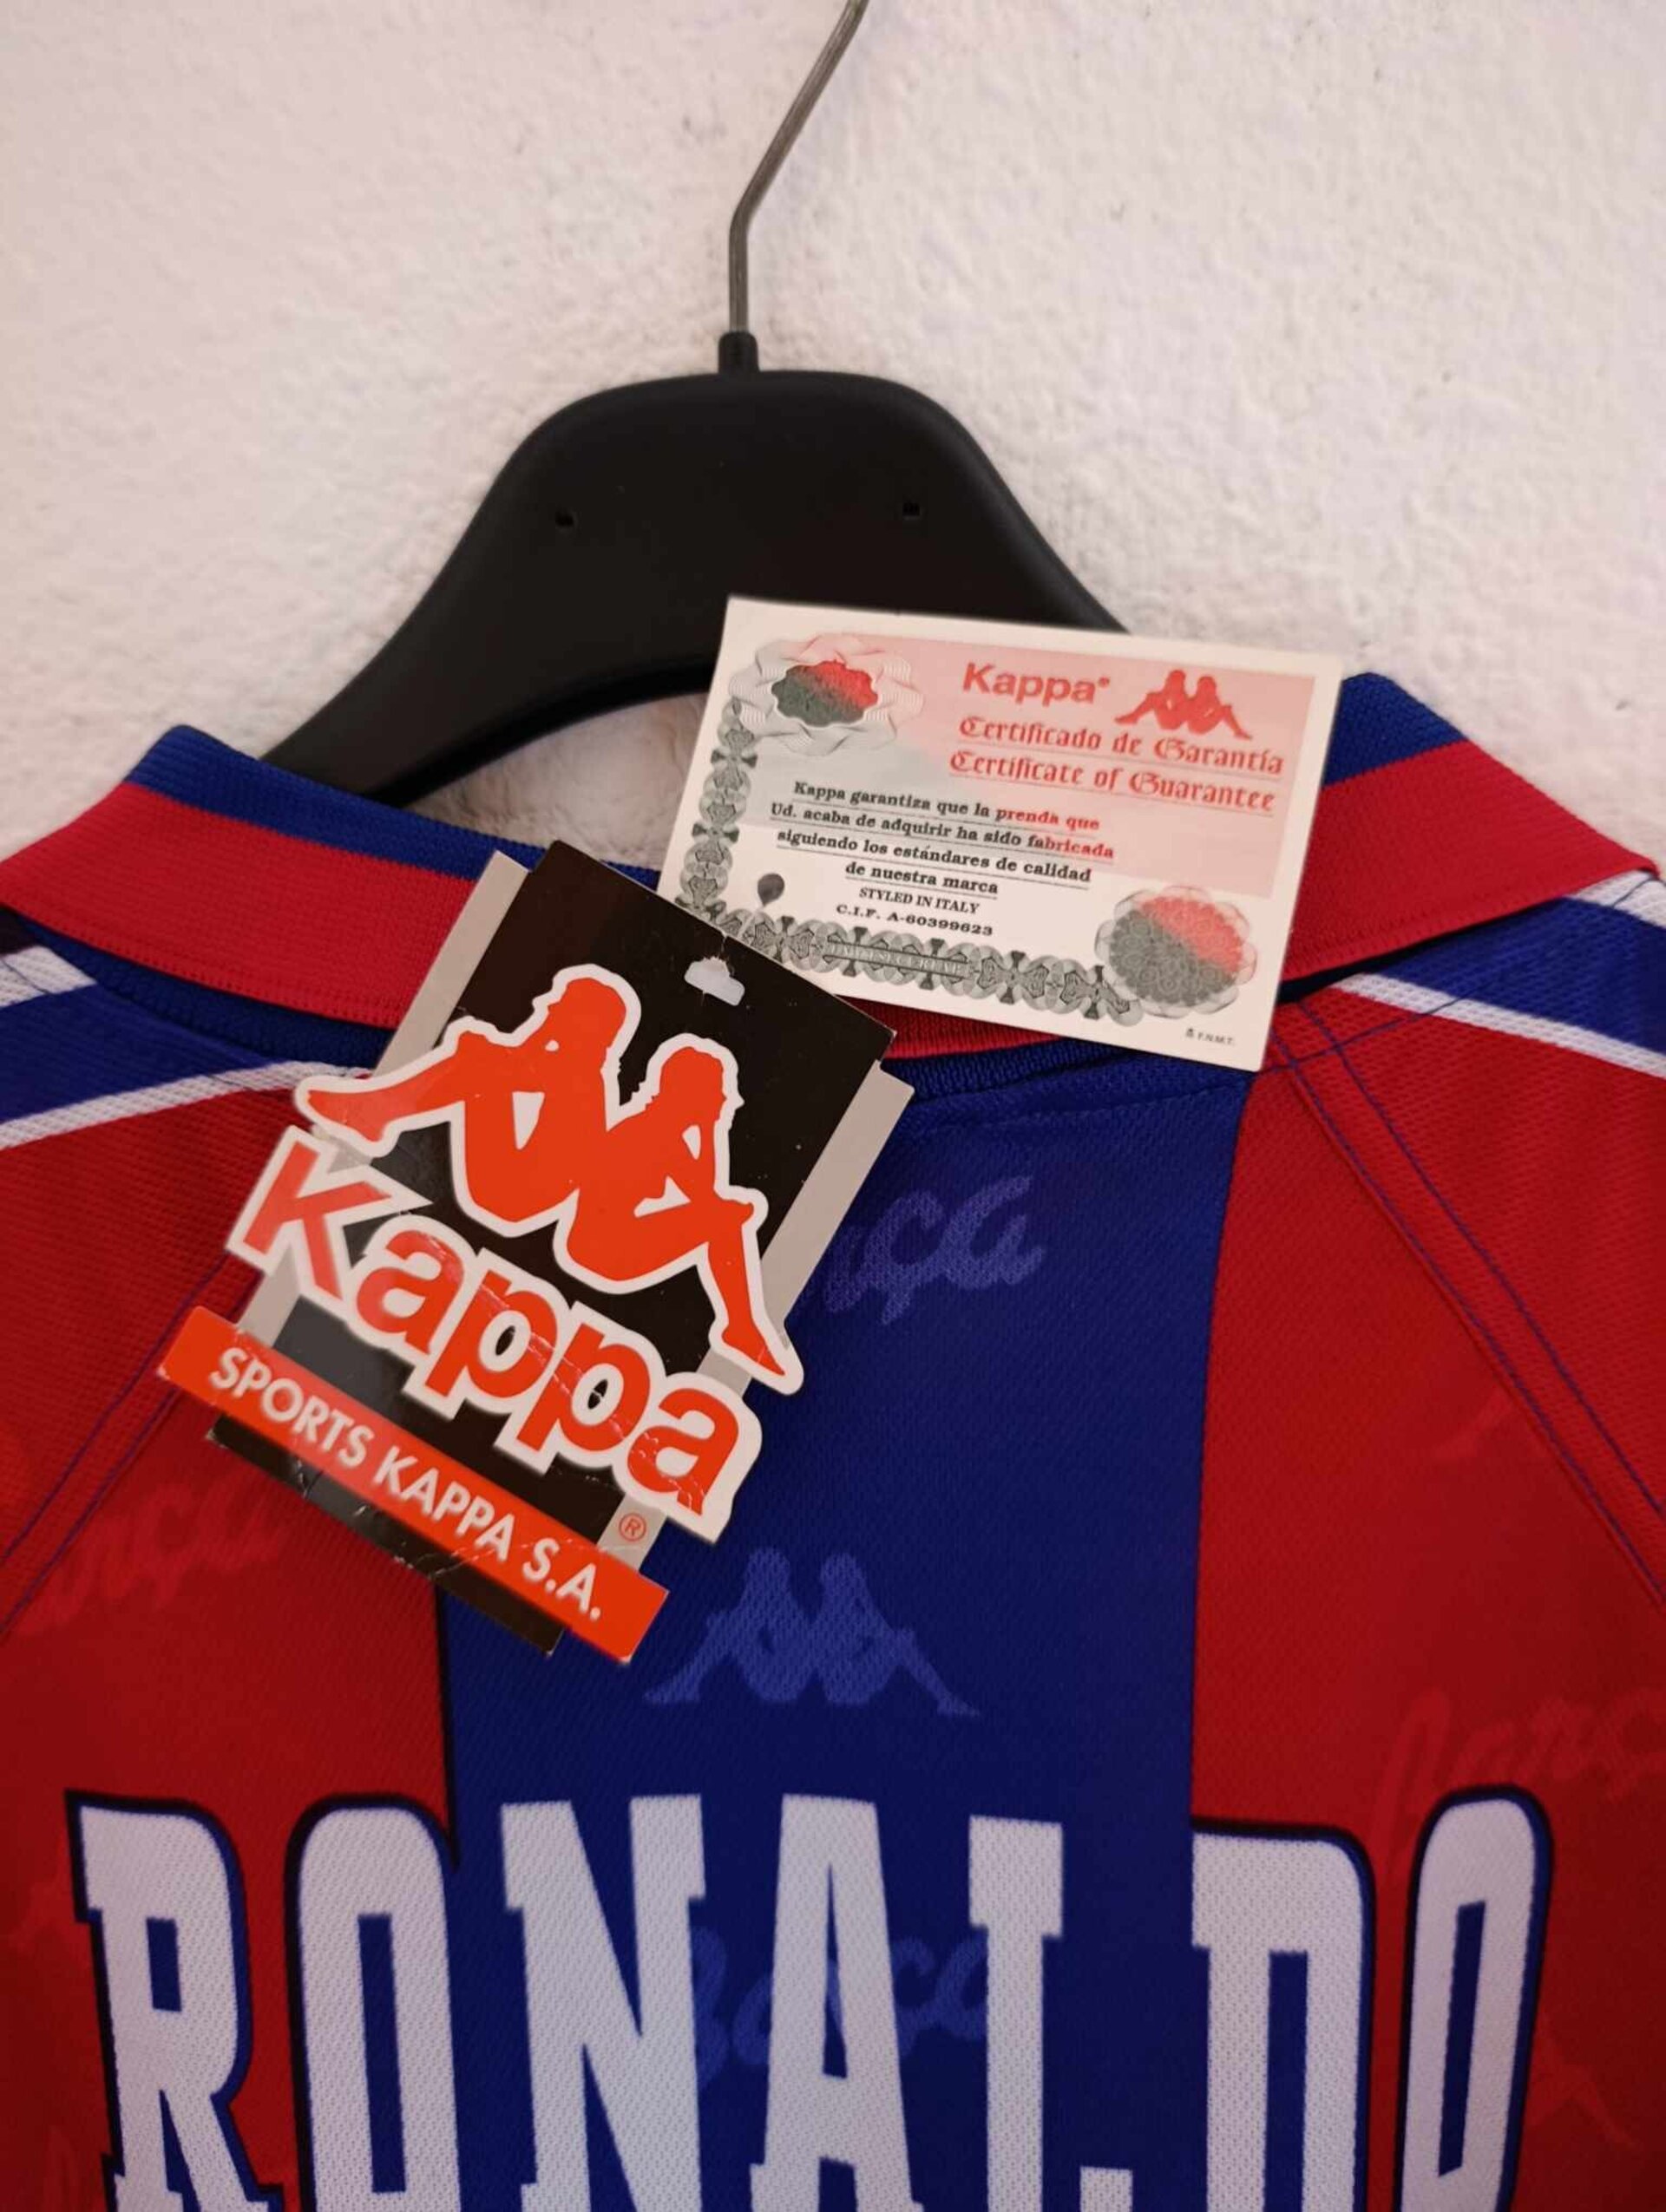 Kappa®
Certificado de Garantía
Certificate of Guarantee
Kappa garantiza que la prenda que
Ud. acaba de adquirir ha sido fabricada
siguiendo los estándares de calidad
de nuestra marca
STYLED IN ITALY
C.I.F. A-60399623
F.N.M.T.
Kappa
®
SPORTS KAPPA S.A.
Barça
RONALDO